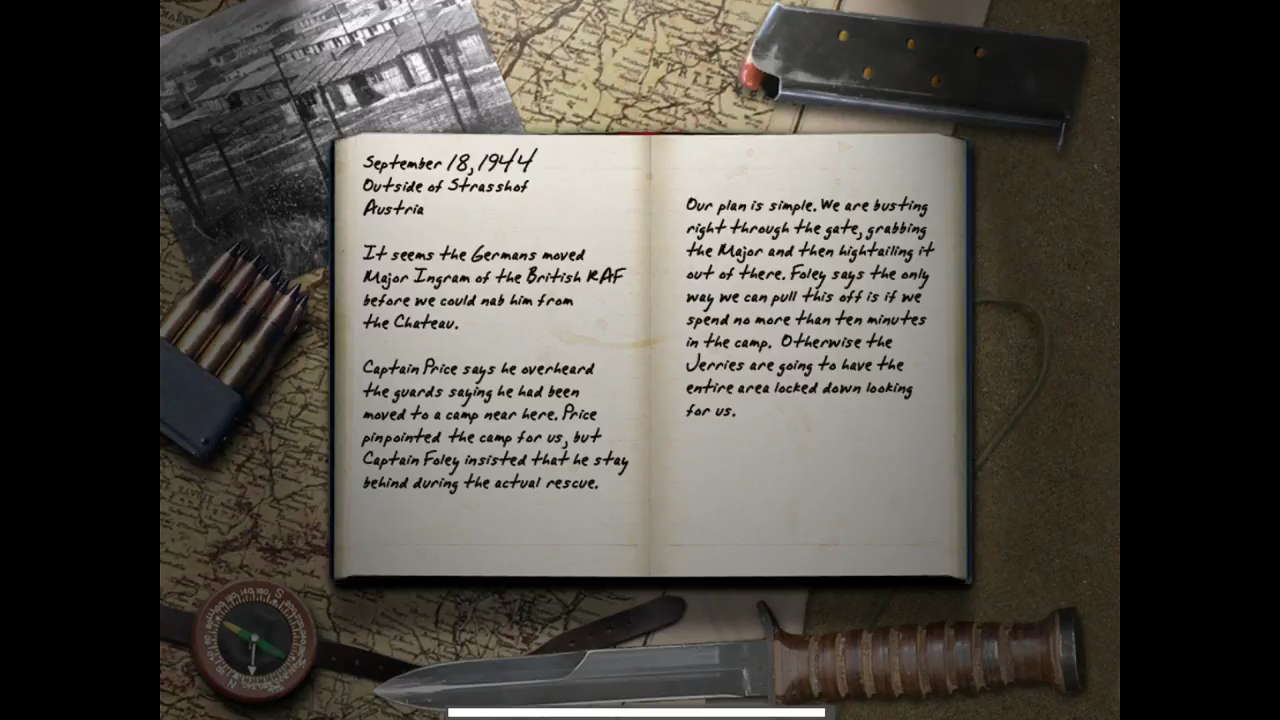 September 18, 1944
Outside of Strasshof
Austria
It seems the Germans moved
Major Ingram of the British RAF
before we could nab him from
the Chateau.
Captain Price says he overheard
the guards saying he had been
moved to a camp near here. Price
pinpointed the camp for us, but
Captain Foley insisted that he stay
behind during the actual rescue.
Our plan is simple. We are busting
right through the gate, grabbing
the Major and then hightailing it
out of there. Foley says the only
way we can pull this off is if we
spend no more than ten minutes
in the camp. Otherwise the
Jerries are going to have the
entire area locked down looking
for us.